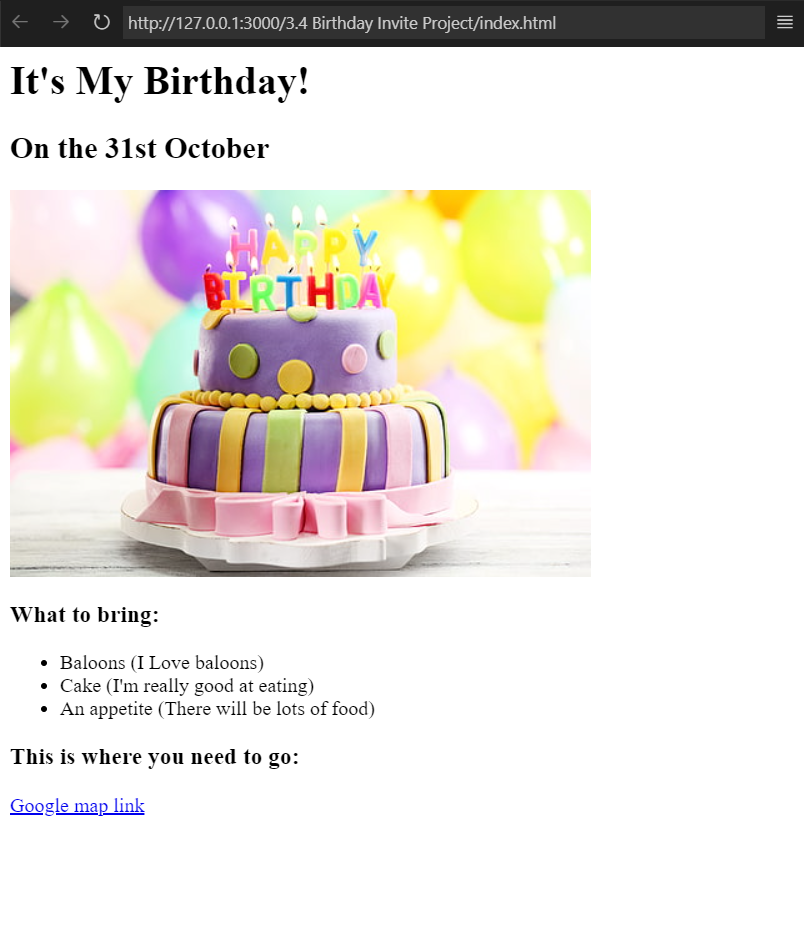 http://127.0.0.1:3000/3.4 Birthday Invite Project/index.html
It's My Birthday!
On the 31st October
HAPPY
BIRTHDAY
What to bring:
Baloons (I Love baloons)
Cake (I'm really good at eating)
An appetite (There will be lots of food)
This is where you need to go:
Google map link